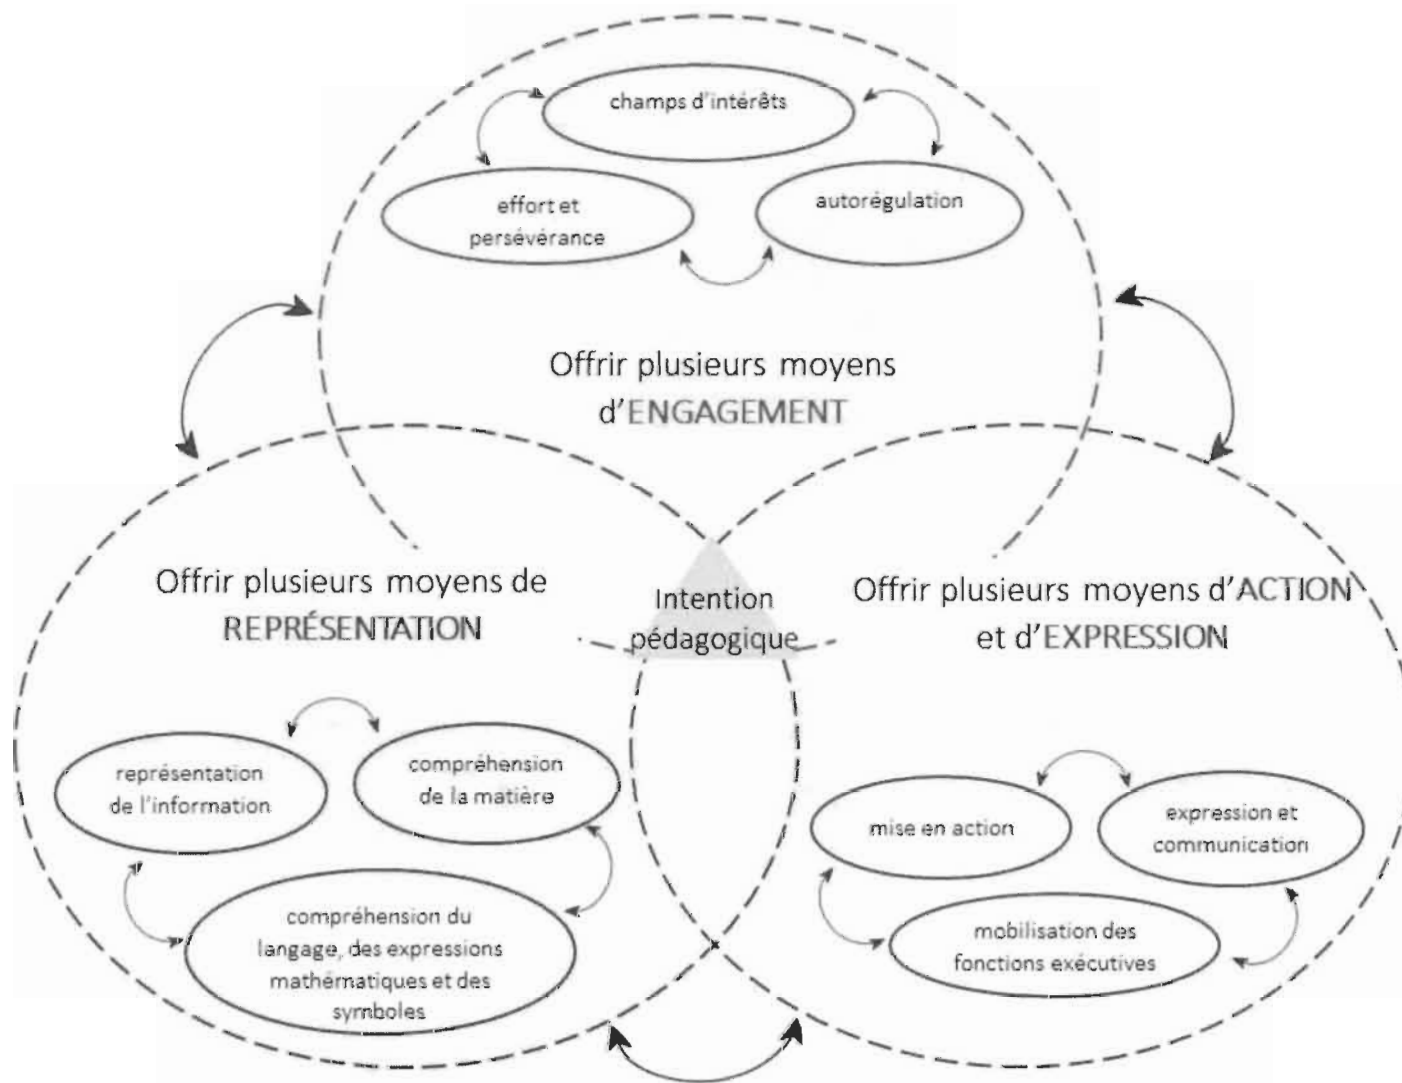 champs d'intérêts
effort et
persévérance
autorégulation
Offrir plusieurs moyens
d'ENGAGEMENT
Offrir plusieurs moyens de
REPRÉSENTATION
Intention
pédagogique
Offrir plusieurs moyens d'ACTION
et d'EXPRESSION
représentation
de l'information
compréhension
de la matière
compréhension du
langage, des expressions
mathématiques et des
symboles
mise en action
expression et
communication
mobilisation des
fonctions exécutives